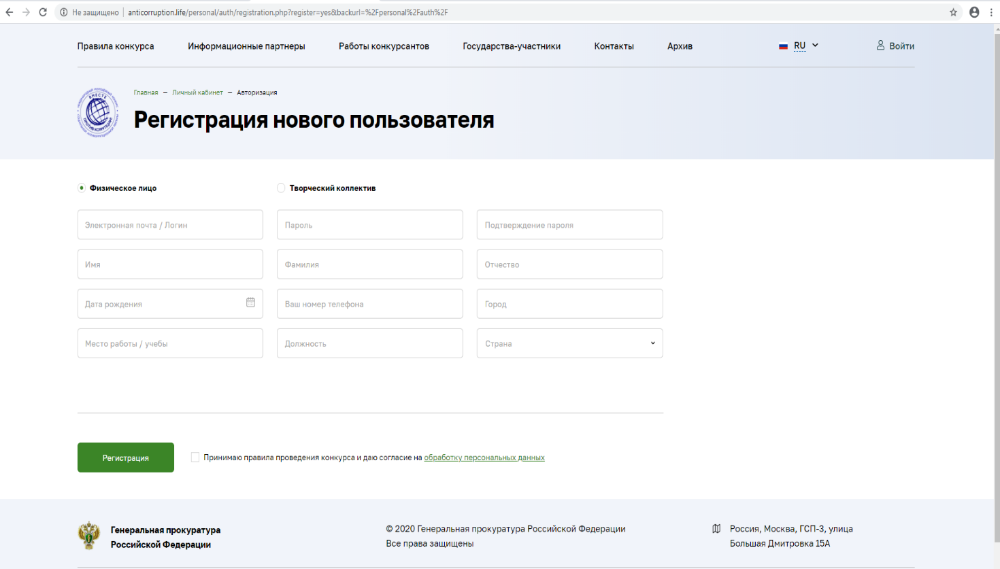 Не защищено | anticorruption.life/personal/auth/registration.php?register=yes&backurl=%2Fpersonal%2Fauth%2F
Правила конкурса Информационные партнеры Работы конкурсантов Государства-участники Контакты Архив RU Войти
Главная — Личный кабинет — Авторизация
ВМЕСТЕ
ПРОТИВ КОРРУПЦИИ!
Регистрация нового пользователя
Физическое лицо Творческий коллектив
Электронная почта / Логин Пароль Подтверждение пароля
Имя Фамилия Отчество
Дата рождения Ваш номер телефона Город
Место работы / учебы Должность Страна
Регистрация Принимаю правила проведения конкурса и даю согласие на обработку персональных данных
Генеральная прокуратура
Российской Федерации
© 2020 Генеральная прокуратура Российской Федерации
Все права защищены
Россия, Москва, ГСП-3, улица
Большая Дмитровка 15А